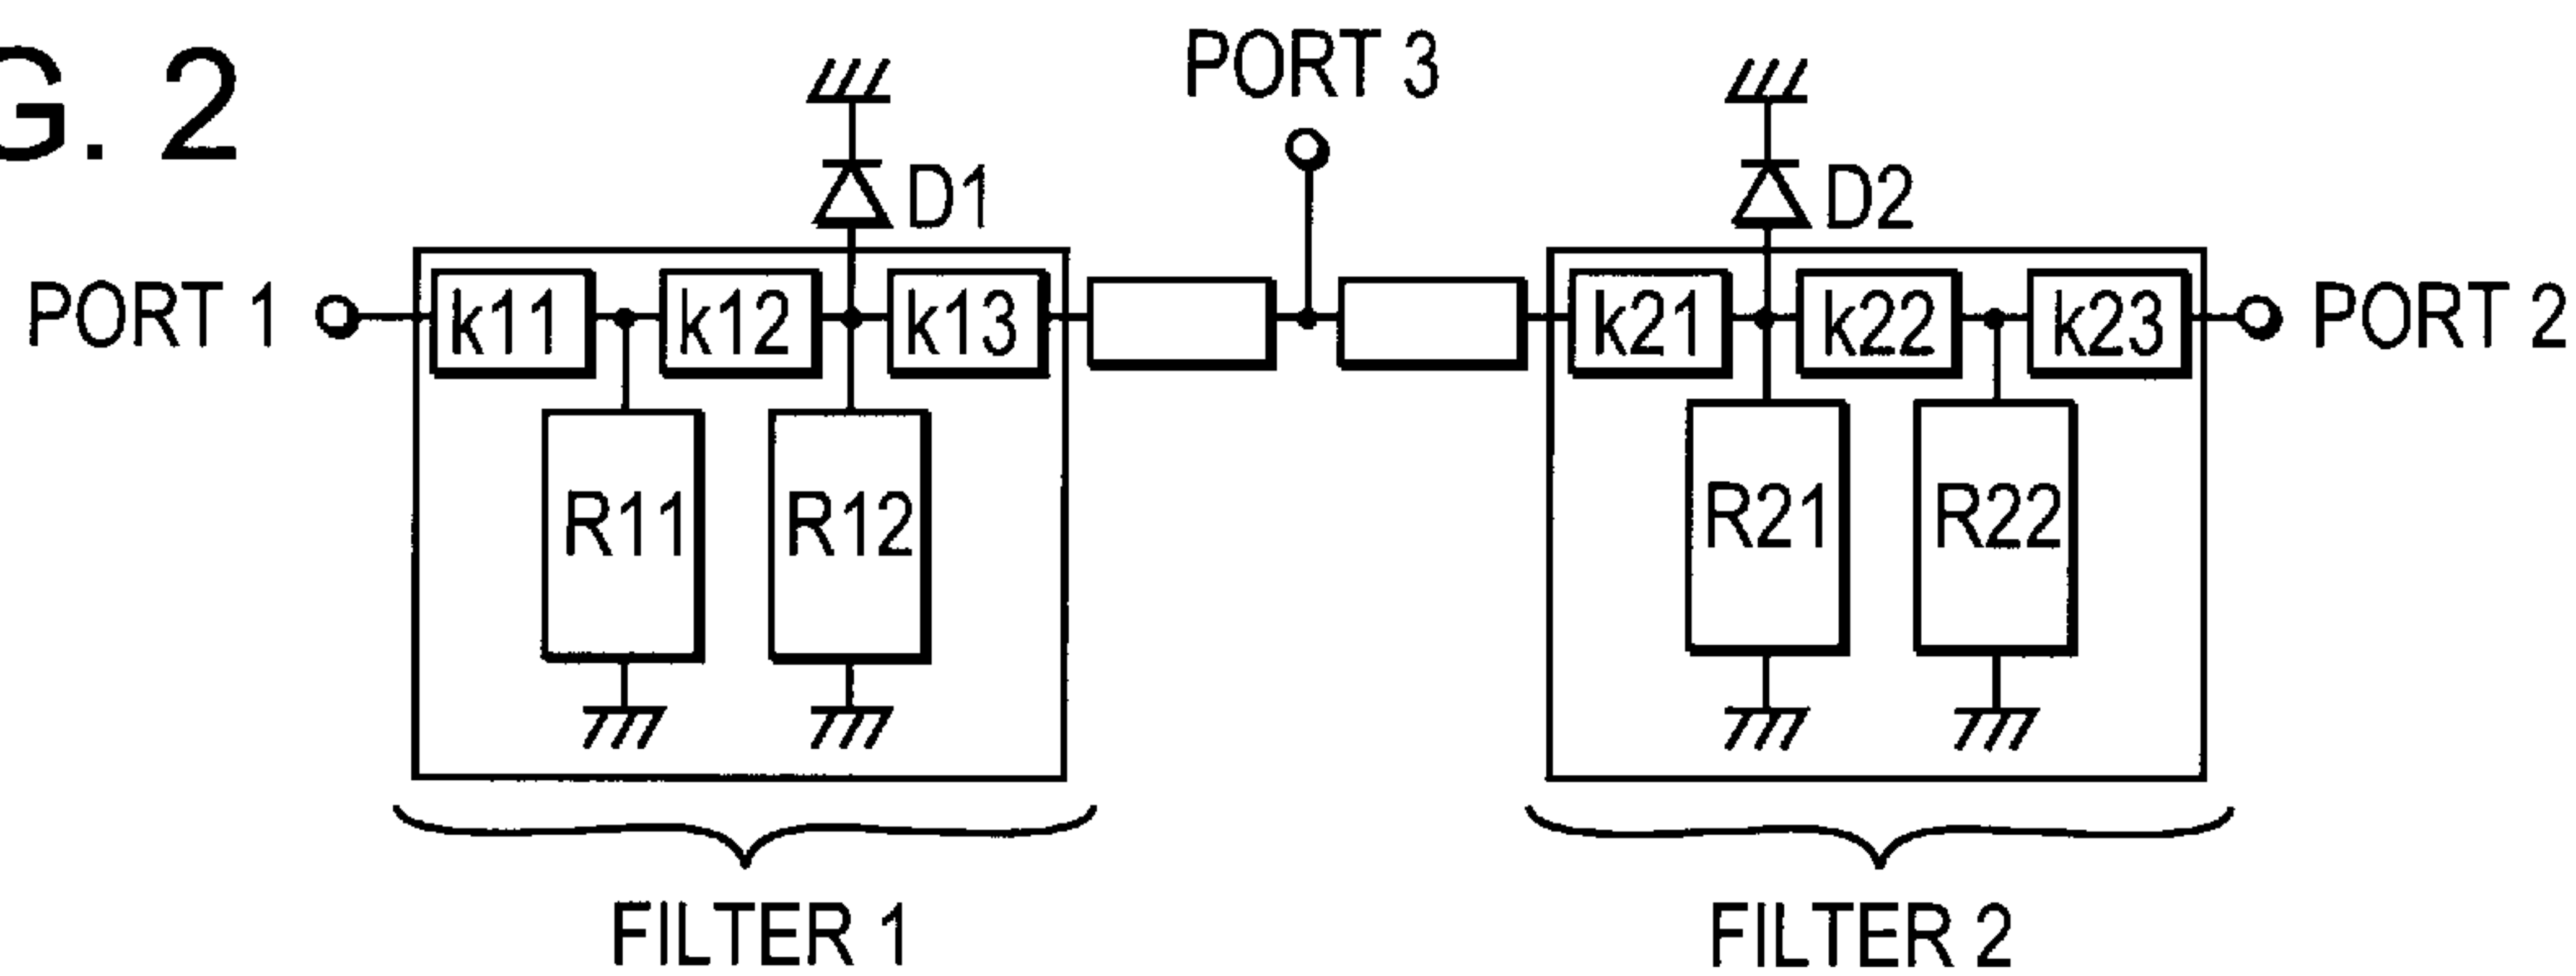 G. 2
PORT 3
D1
D2
PORT 1
k11
k12
k13
k21
k22
k23
PORT 2
R11
R12
R21
R22
FILTER 1
FILTER 2